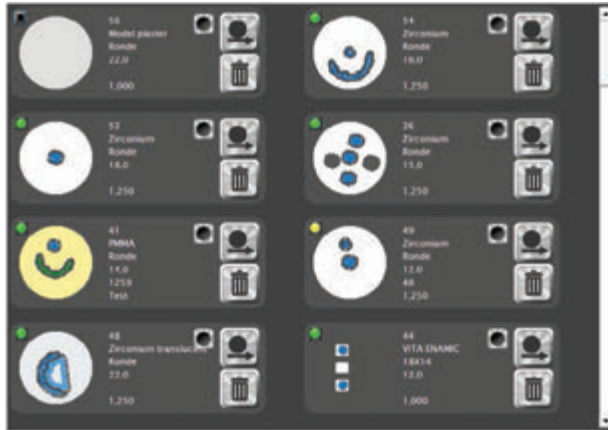 56
Model plaster
Ronde
22,0
1,000
54
Zirconium
Ronde
18,0
1,250
52
Zirconium
Ronde
18,0
1,250
26
Zirconium
Ronde
15,0
1,250
41
PMMA
Ronde
14,0
1259
Test
49
Zirconium
Ronde
12,0
48
1,250
48
Zirconium translucent
Ronde
22,0
1,250
44
VITA ENAMIC
18X14
12,0
1,000